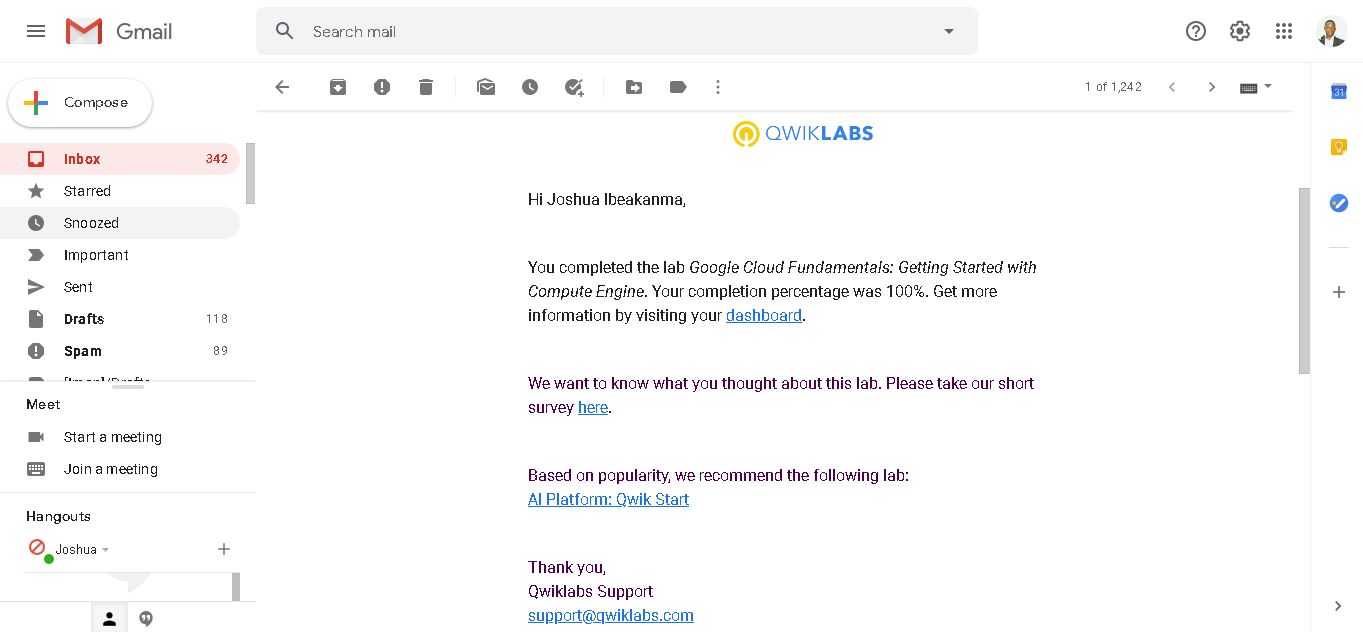 Gmail
Search mail
Compose
1 of 1,242
31
Inbox 342
Starred
Snoozed
Important
Sent
Drafts 118
Spam 89
Meet
Start a meeting
Join a meeting
Hangouts
Joshua
QWIKLABS
Hi Joshua Ibeakanma,
You completed the lab Google Cloud Fundamentals: Getting Started with
Compute Engine. Your completion percentage was 100%. Get more
information by visiting your dashboard.
We want to know what you thought about this lab. Please take our short
survey here.
Based on popularity, we recommend the following lab:
AI Platform: Qwik Start
Thank you,
Qwiklabs Support
support@qwiklabs.com